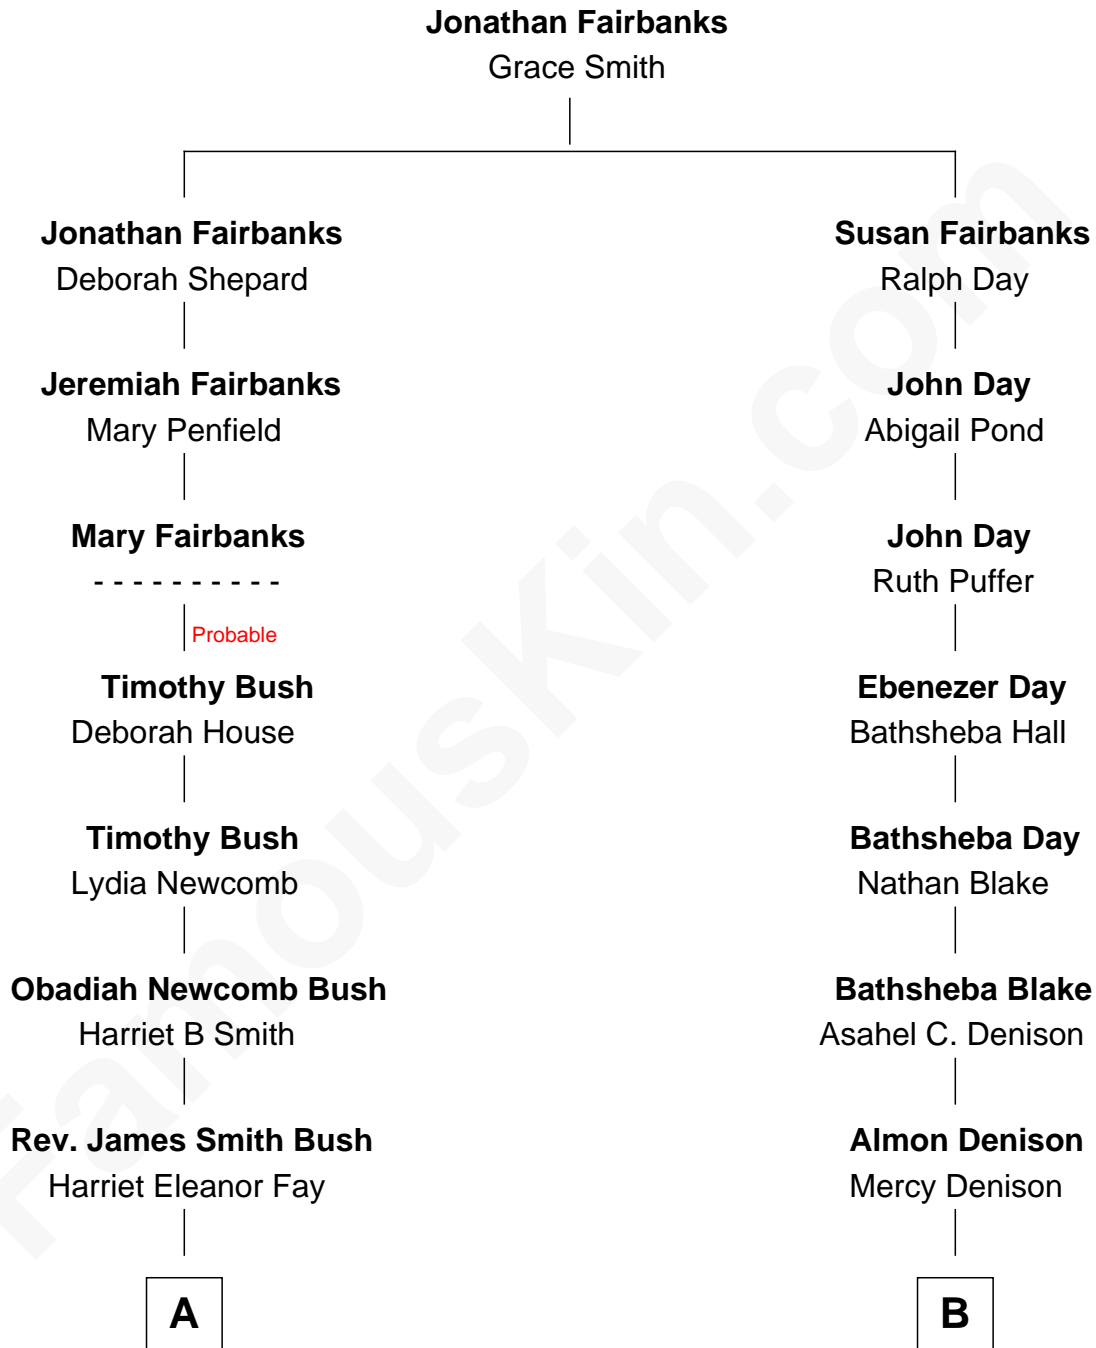 Jonathan Fairbanks
Grace Smith
Jonathan Fairbanks
Deborah Shepard
Jeremiah Fairbanks
Mary Penfield
Mary Fairbanks
- - - - - - - - - -
Probable
Timothy Bush
Deborah House
Timothy Bush
Lydia Newcomb
Obadiah Newcomb Bush
Harriet B Smith
Rev. James Smith Bush
Harriet Eleanor Fay
A
Susan Fairbanks
Ralph Day
John Day
Abigail Pond
John Day
Ruth Puffer
Ebenezer Day
Bathsheba Hall
Bathsheba Day
Nathan Blake
Bathsheba Blake
Asahel C. Denison
Almon Denison
Mercy Denison
B
FamousKin.com